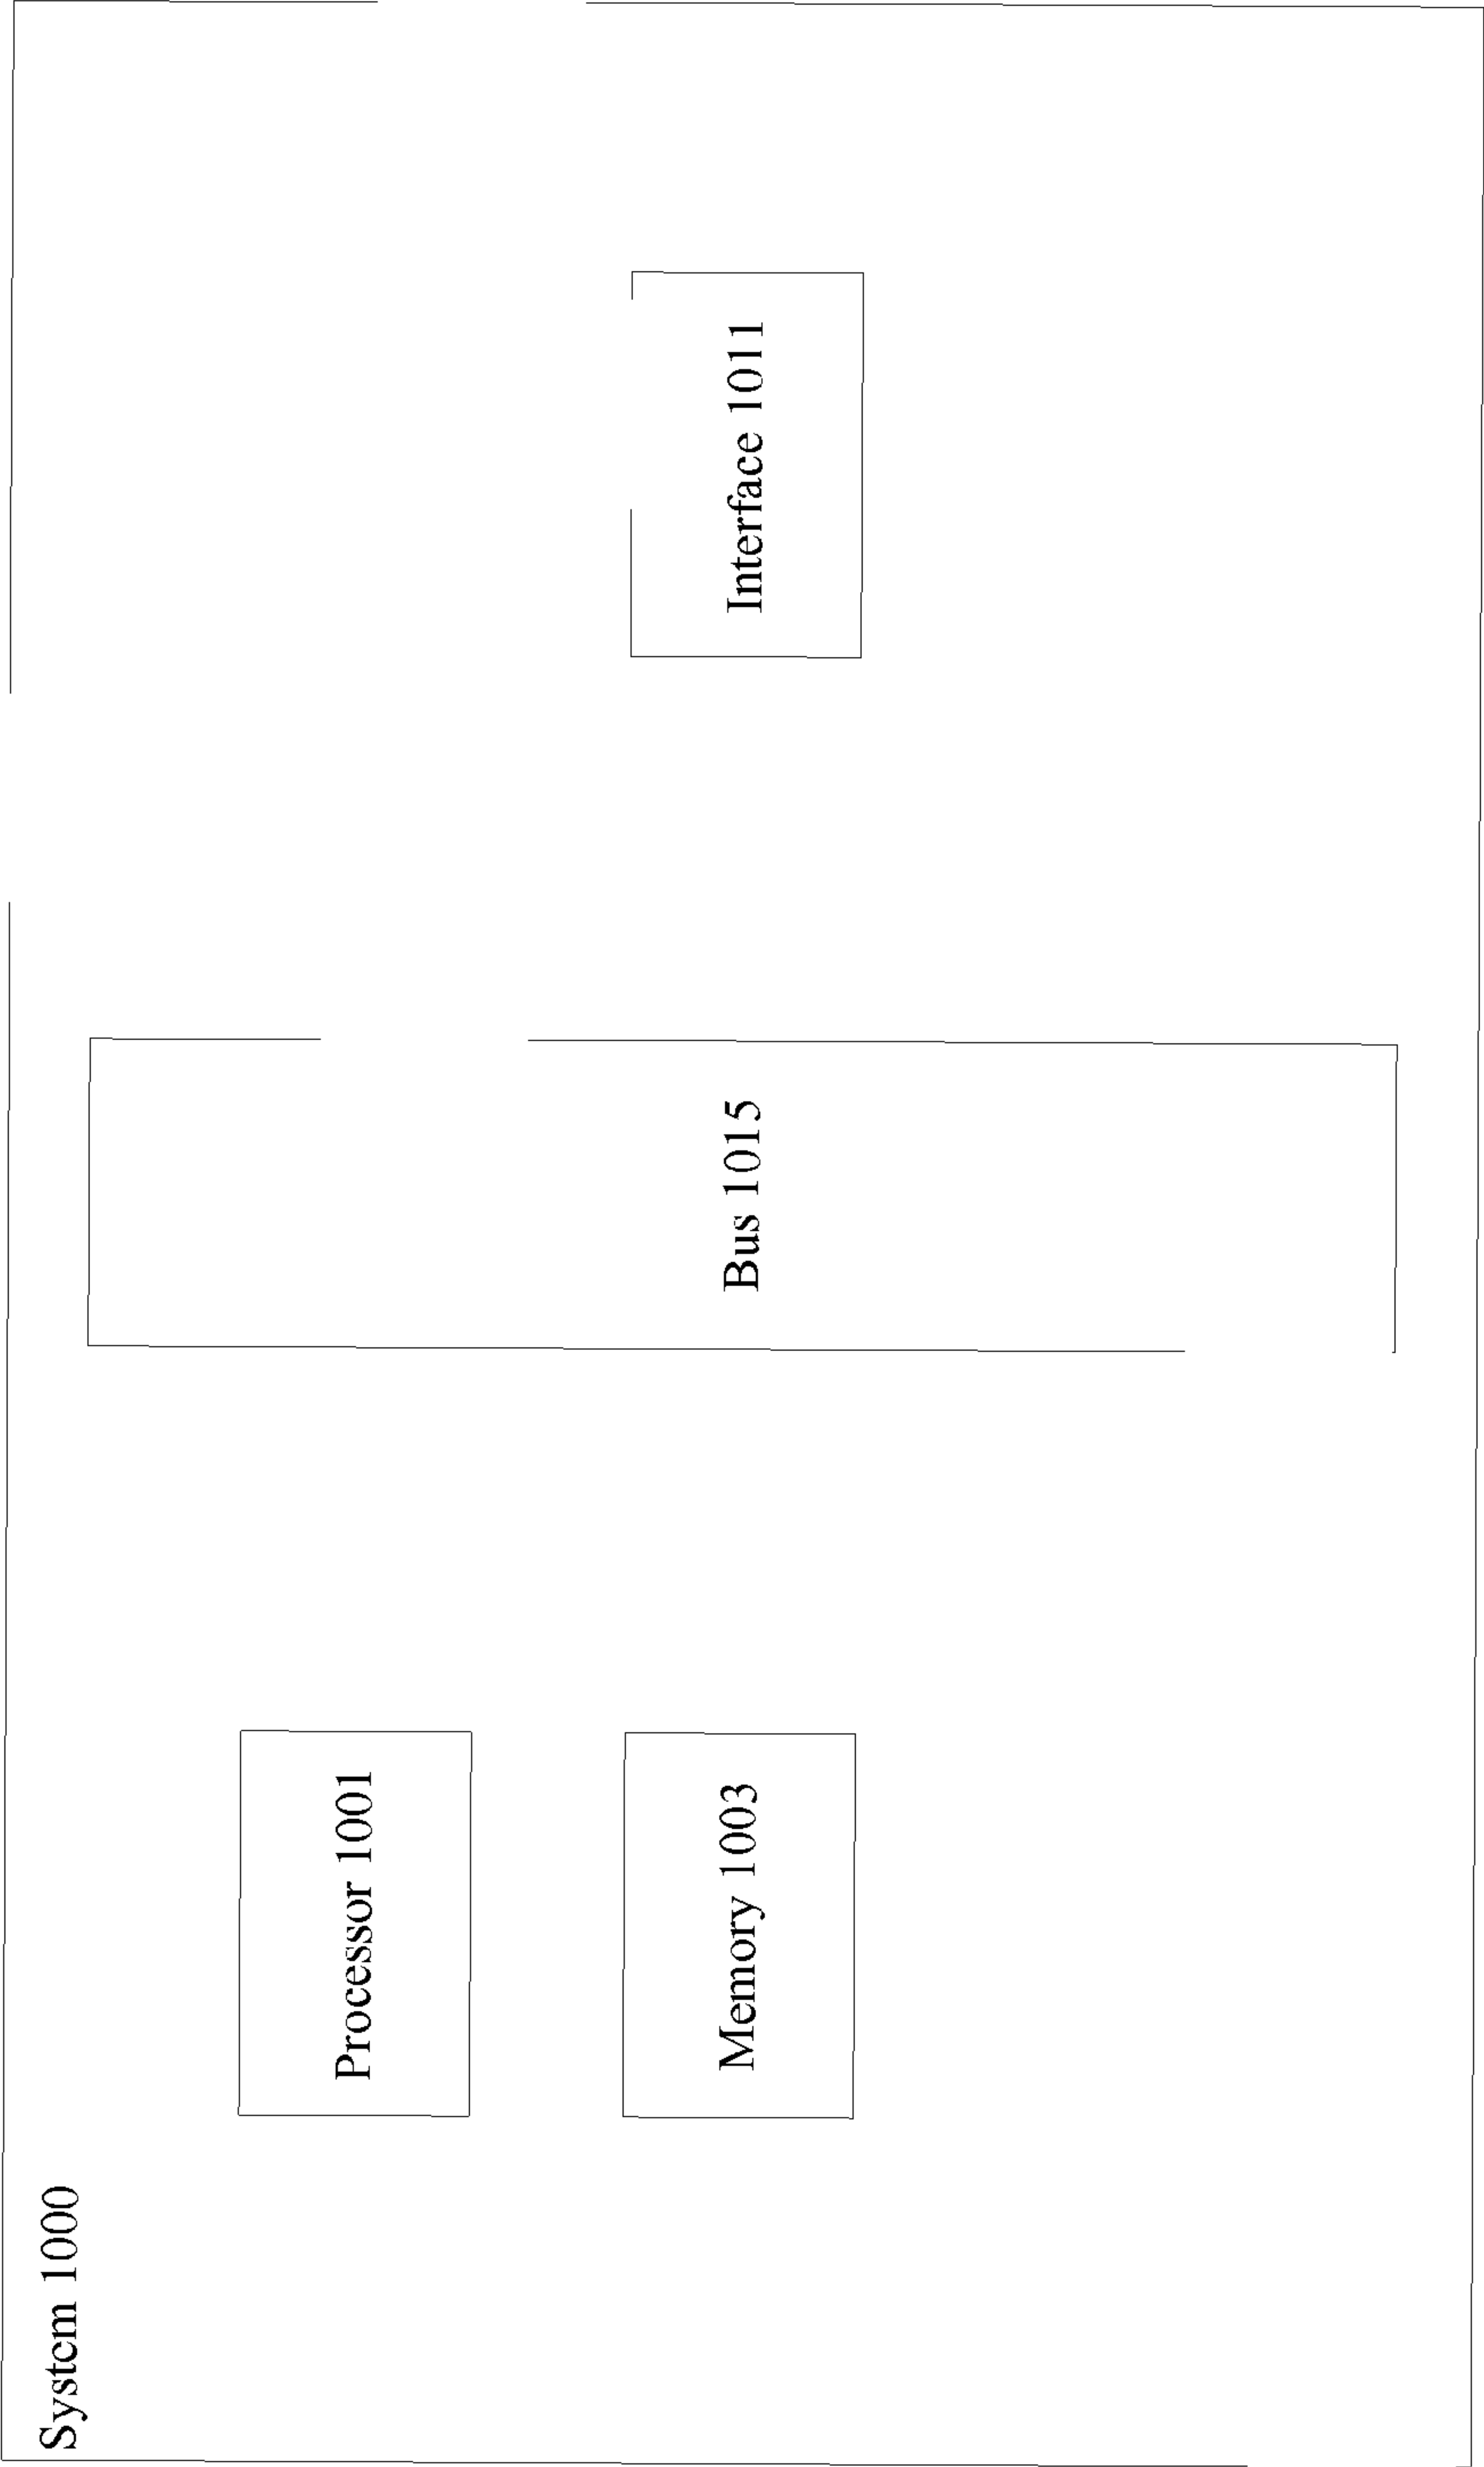 System 1000
Processor 1001
Memory 1003
Bus 1015
Interface 1011